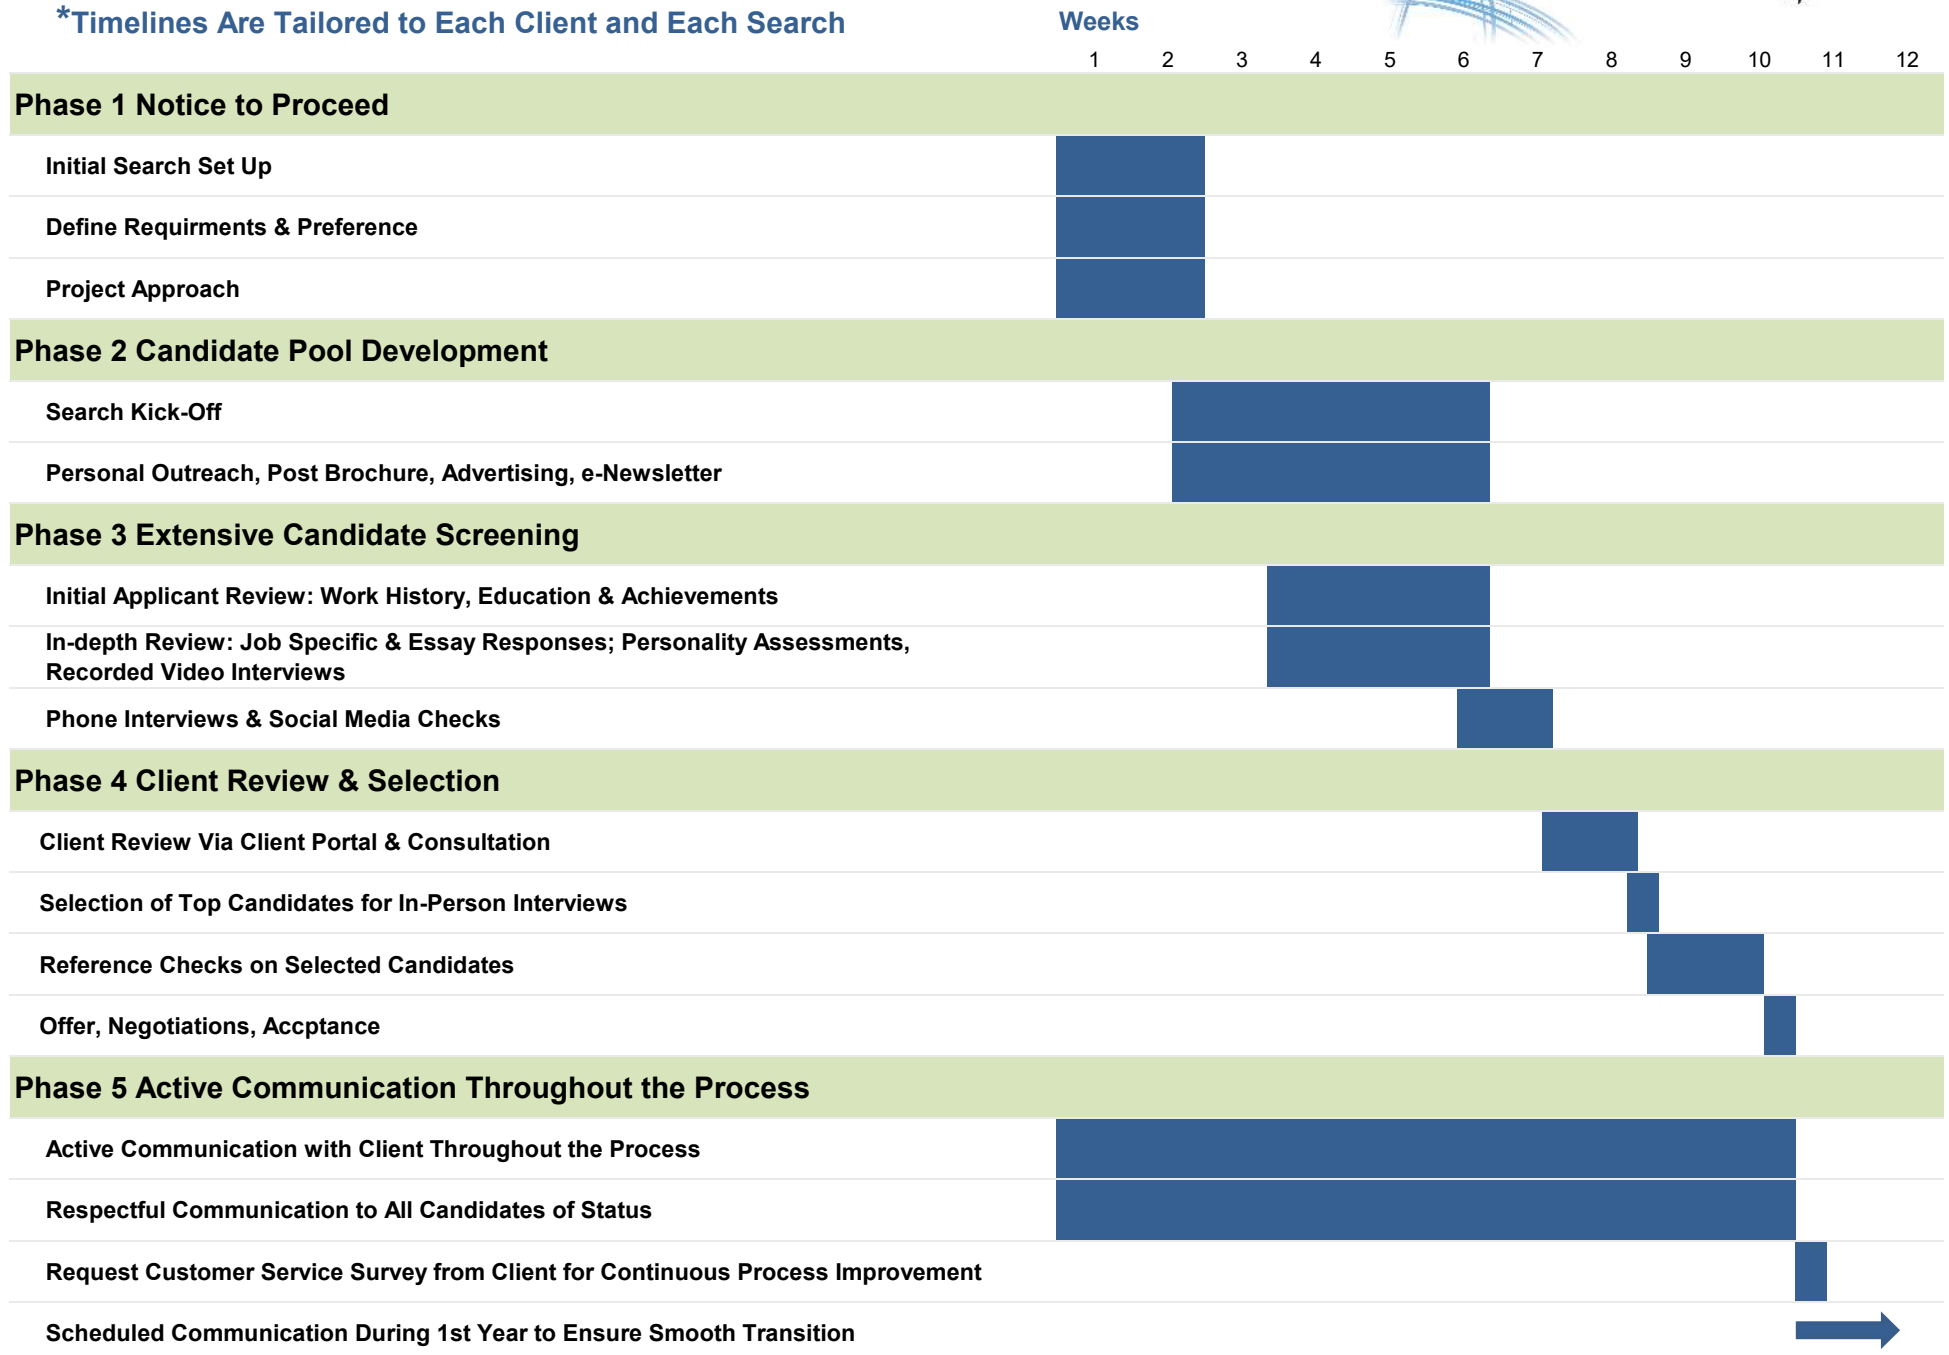 *Timelines Are Tailored to Each Client and Each Search
Weeks
1 2 3 4 5 6 7 8 9 10 11 12
Phase 1 Notice to Proceed
Initial Search Set Up
Define Requirments & Preference
Project Approach
Phase 2 Candidate Pool Development
Search Kick-Off
Personal Outreach, Post Brochure, Advertising, e-Newsletter
Phase 3 Extensive Candidate Screening
Initial Applicant Review: Work History, Education & Achievements
In-depth Review: Job Specific & Essay Responses; Personality Assessments,
Recorded Video Interviews
Phone Interviews & Social Media Checks
Phase 4 Client Review & Selection
Client Review Via Client Portal & Consultation
Selection of Top Candidates for In-Person Interviews
Reference Checks on Selected Candidates
Offer, Negotiations, Accptance
Phase 5 Active Communication Throughout the Process
Active Communication with Client Throughout the Process
Respectful Communication to All Candidates of Status
Request Customer Service Survey from Client for Continuous Process Improvement
Scheduled Communication During 1st Year to Ensure Smooth Transition